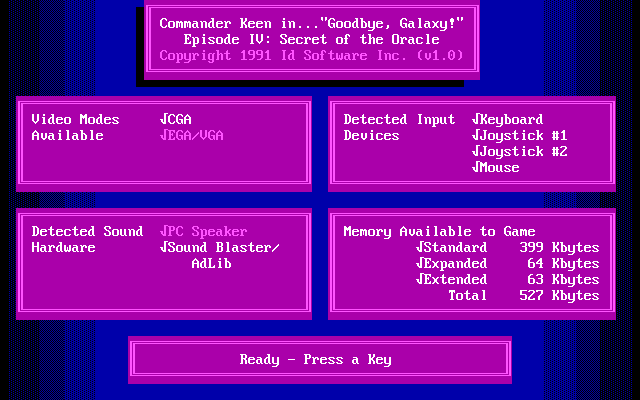 Commander Keen in..."Goodbye, Galaxy!"
Episode IV: Secret of the Oracle
Copyright 1991 Id Software Inc. (v1.0)
Video Modes √CGA
Available √EGA/VGA
Detected Input √Keyboard
Devices √Joystick #1
√Joystick #2
√Mouse
Detected Sound √PC Speaker
Hardware √Sound Blaster/
AdLib
Memory Available to Game
√Standard 399 Kbytes
√Expanded 64 Kbytes
√Extended 63 Kbytes
Total 527 Kbytes
Ready - Press a Key